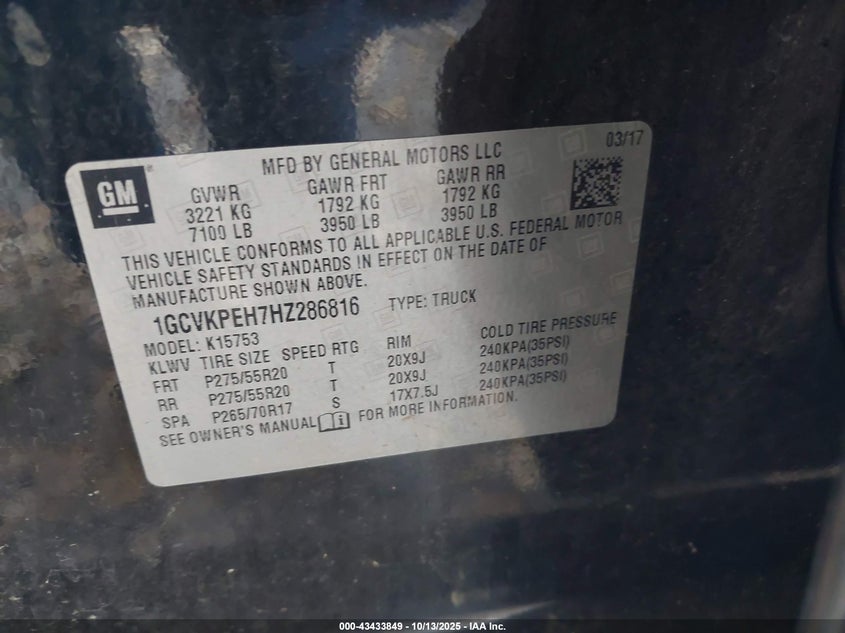 03/17
MFD BY GENERAL MOTORS LLC
GM
GVWR GAWR FRT GAWR RR
3221 KG 1792 KG 1792 KG
7100 LB 3950 LB 3950 LB
THIS VEHICLE CONFORMS TO ALL APPLICABLE U.S. FEDERAL MOTOR
VEHICLE SAFETY STANDARDS IN EFFECT ON THE DATE OF
MANUFACTURE SHOWN ABOVE.
1GCVKPEH7HZ286816 TYPE: TRUCK
MODEL: K15753
KLWV TIRE SIZE SPEED RTG RIM COLD TIRE PRESSURE
FRT P275/55R20 T 20X9J 240KPA(35PSI)
RR P275/55R20 T 20X9J 240KPA(35PSI)
SPA P265/70R17 S 17X7.5J 240KPA(35PSI)
SEE OWNER'S MANUAL FOR MORE INFORMATION.
000-43433849 - 10/13/2025 - IAA Inc.